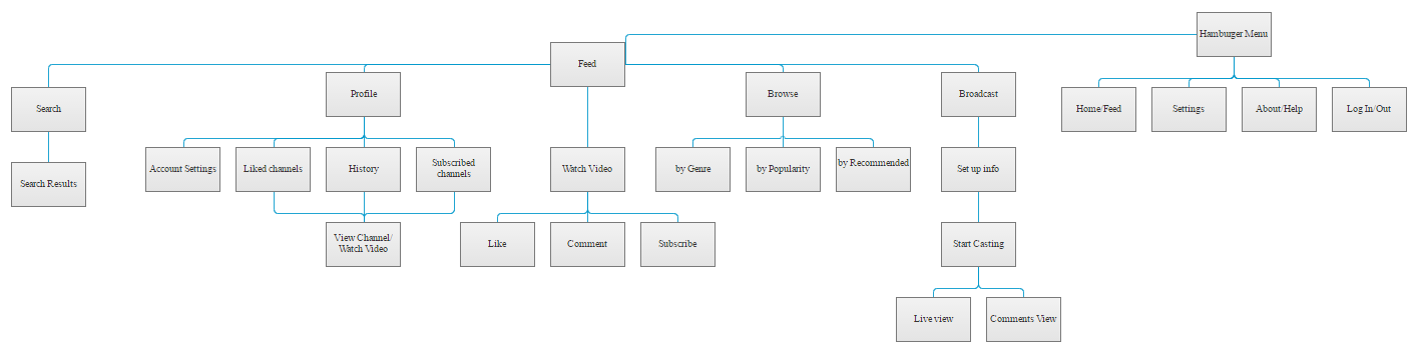 Hamburger Menu
Feed
Profile
Browse
Broadcast
Search
Home/Feed
Settings
About/Help
Log In/Out
Account Settings
Liked channels
History
Subscribed
channels
Watch Video
by Genre
by Popularity
by Recommended
Set up info
Search Results
View Channel/
Watch Video
Like
Comment
Subscribe
Start Casting
Live view
Comments View